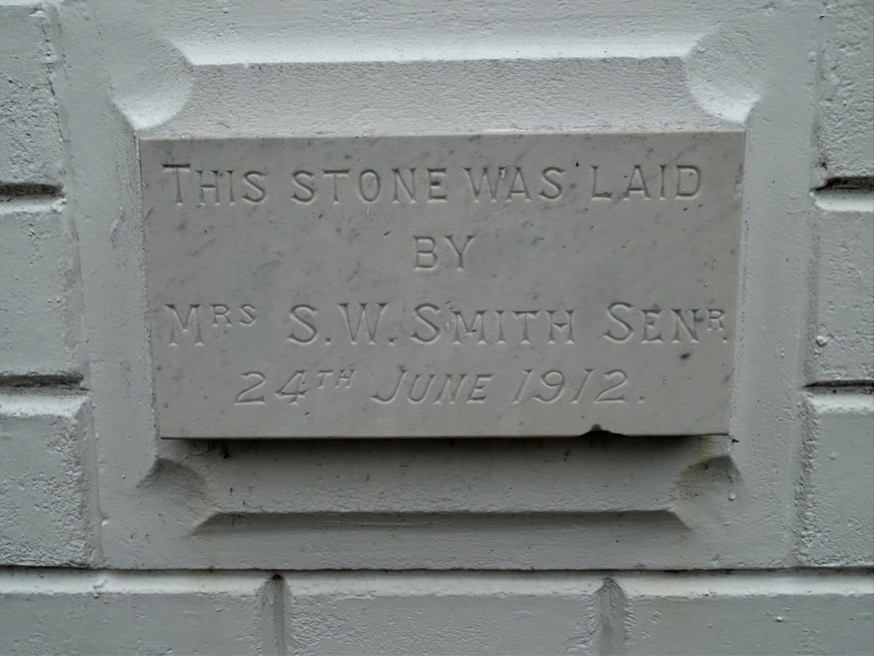 THIS STONE WAS LAID
BY
MRS S.W. SMITH SENR.
24TH JUNE 1912.